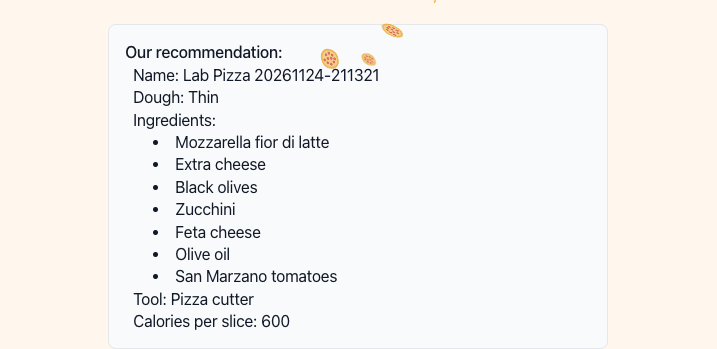 Our recommendation:
Name: Lab Pizza 20261124-211321
Dough: Thin
Ingredients:
• Mozzarella fior di latte
• Extra cheese
• Black olives
• Zucchini
• Feta cheese
• Olive oil
• San Marzano tomatoes
Tool: Pizza cutter
Calories per slice: 600